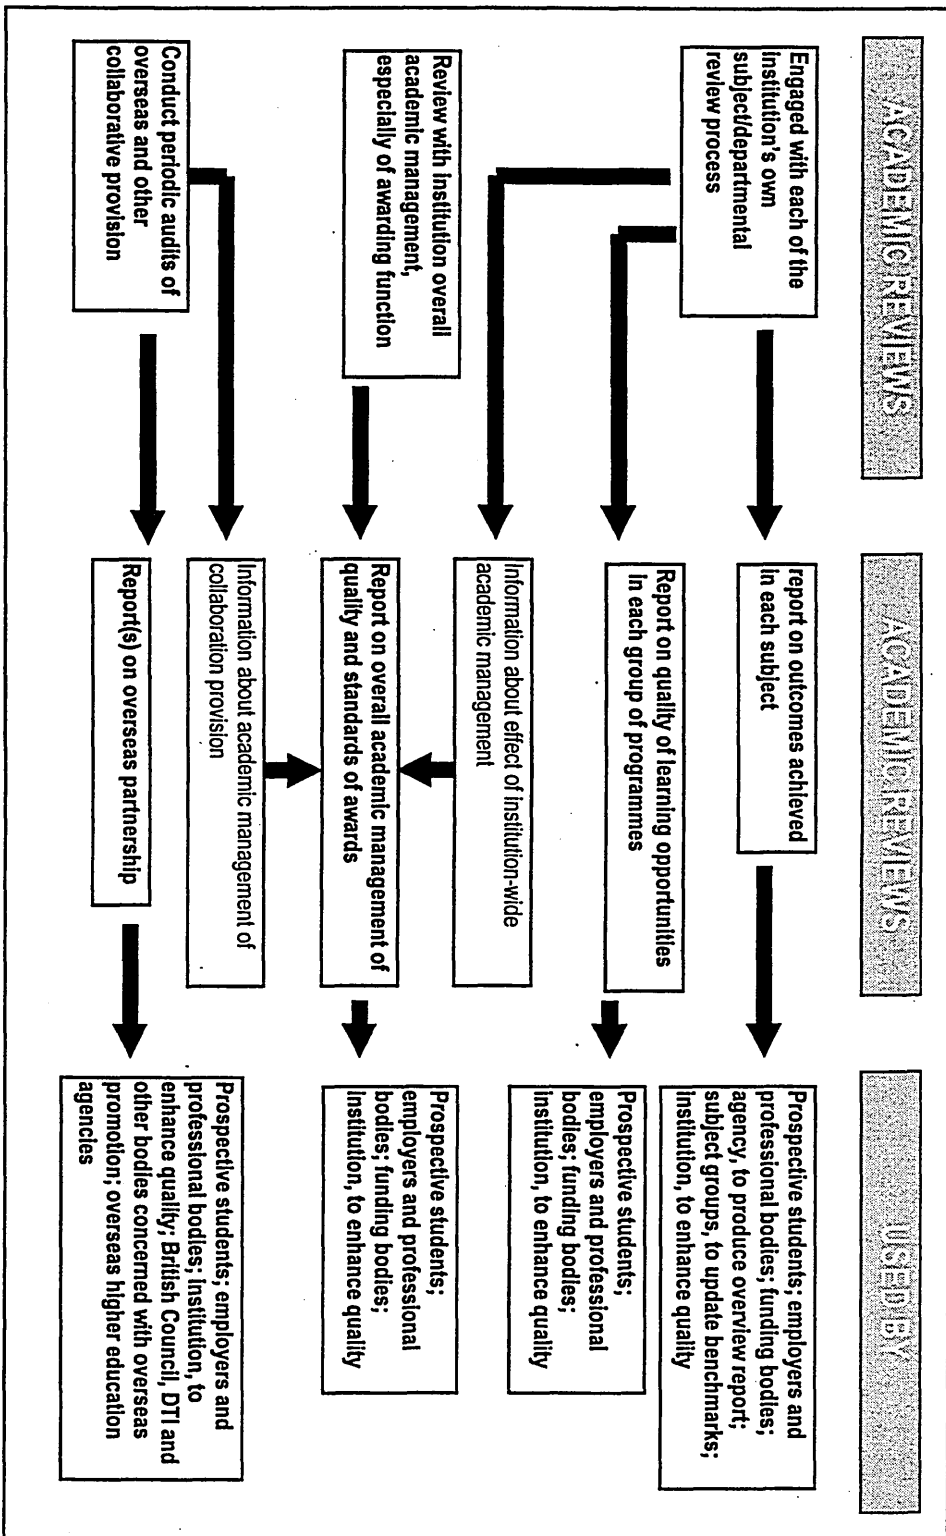 ACADEMIC REVIEWS
Engaged with each of the
institution's own
subject/departmental
review process
Review with institution overall
academic management,
especially of awarding function
Conduct periodic audits of
overseas and other
collaborative provision
ACADEMIC REVIEWS
report on outcomes achieved
in each subject
Report on quality of learning opportunities
in each group of programmes
Information about effect of institution-wide
academic management
Report on overall academic management of
quality and standards of awards
Information about academic management of
collaboration provision
Report(s) on overseas partnership
USED BY
Prospective students; employers and
professional bodies; funding bodies;
agency, to produce overview report;
subject groups, to update benchmarks;
institution, to enhance quality
Prospective students;
employers and professional
bodies; funding bodies;
institution, to enhance quality
Prospective students;
employers and professional
bodies; funding bodies;
institution, to enhance quality
Prospective students; employers and
professional bodies; institution, to
enhance quality; British Council, DTI and
other bodies concerned with overseas
promotion; overseas higher education
agencies